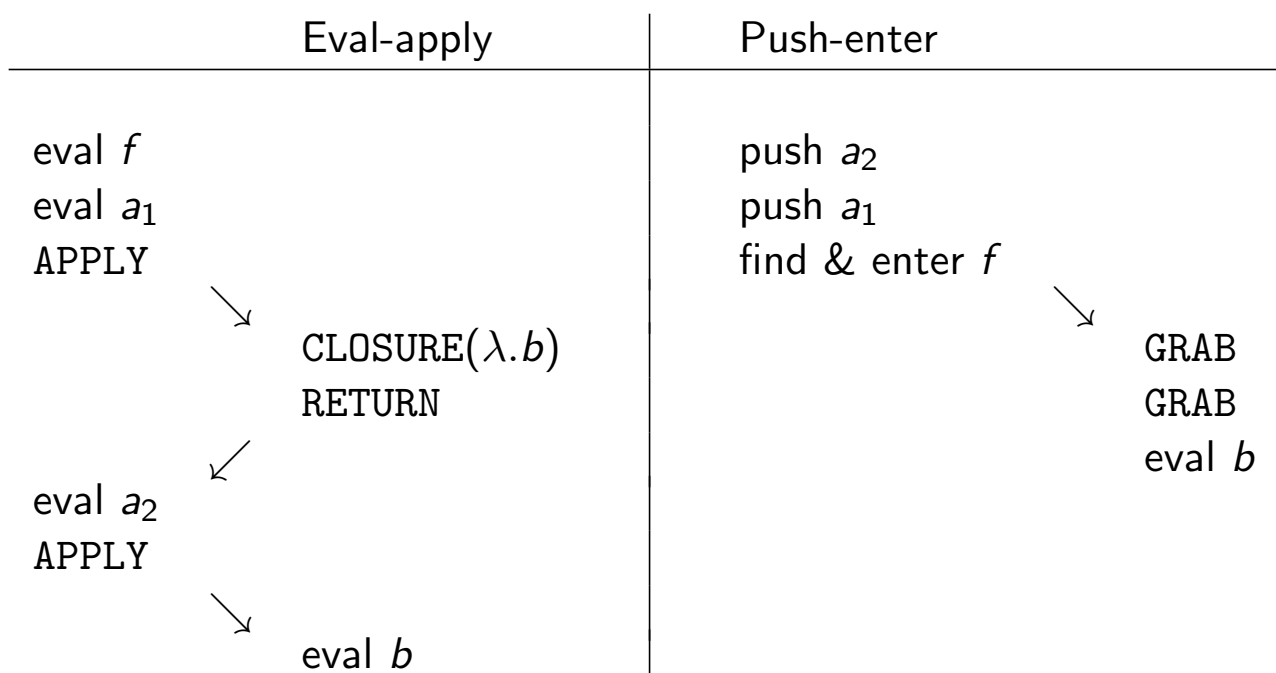 Eval-apply
Push-enter
eval f
eval a₁
APPLY
CLOSURE(λ.b)
RETURN
eval a₂
APPLY
eval b
push a₂
push a₁
find & enter f
GRAB
GRAB
eval b